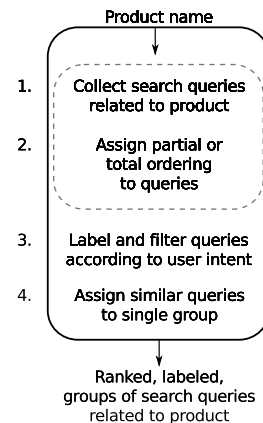 Product name
1. Collect search queries
related to product
2. Assign partial or
total ordering
to queries
3. Label and filter queries
according to user intent
4. Assign similar queries
to single group
Ranked, labeled,
groups of search queries
related to product